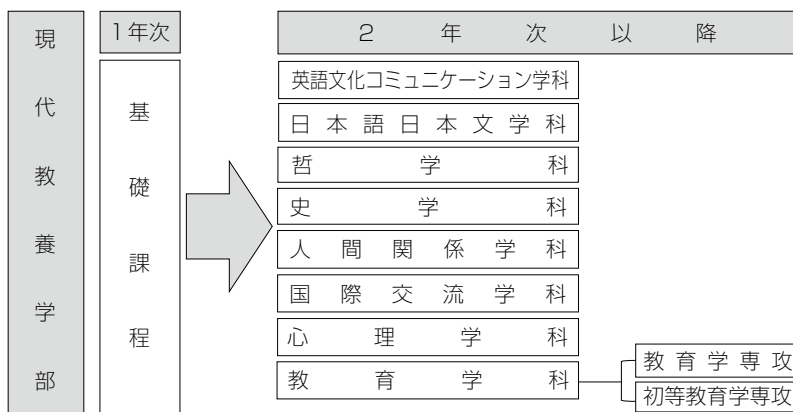 現代教養学部
1年次
2年次以降
基礎課程
英語文化コミュニケーション学科
日本語日本文学科
哲学科
史学科
人間関係学科
国際交流学科
心理学科
教育学科
教育学専攻
初等教育学専攻